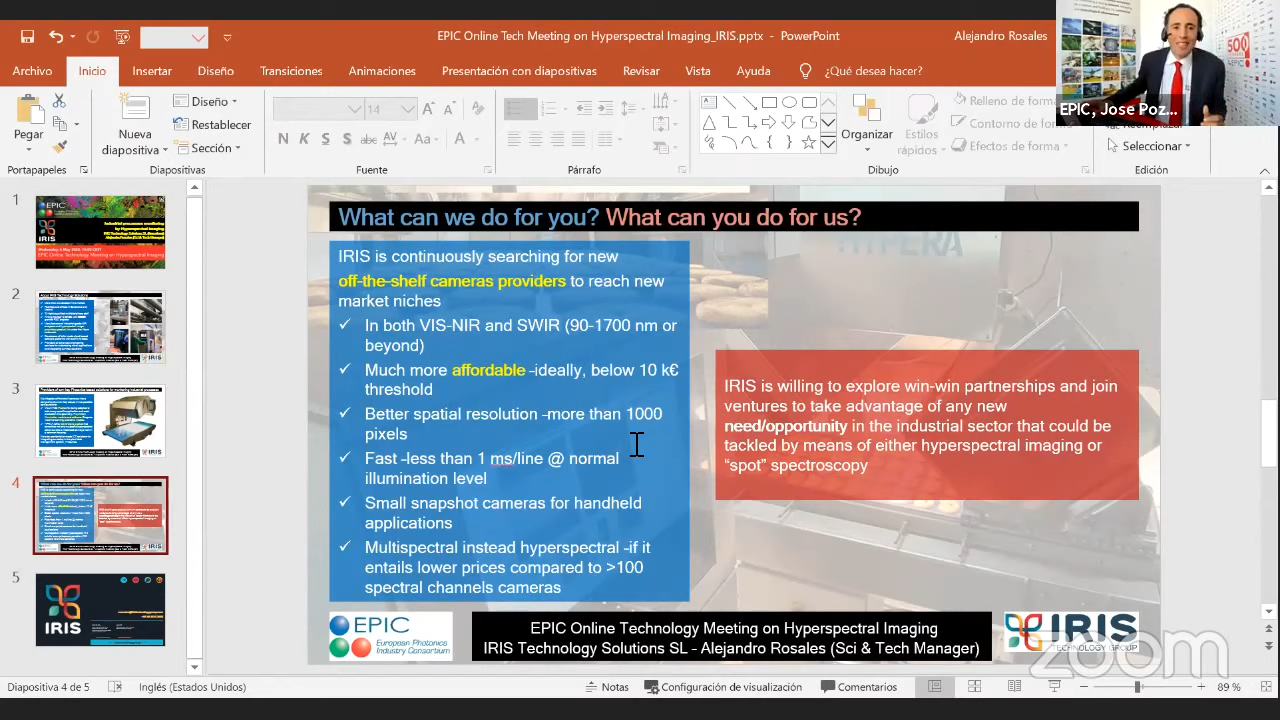 EPIC Online Tech Meeting on Hyperspectral Imaging_IRIS.pptx - PowerPoint
Alejandro Rosales
Archivo Inicio Insertar Diseño Transiciones Animaciones Presentación con diapositivas Revisar Vista Ayuda ¿Qué desea hacer?
EPIC, Jose Poz...
Pegar
Nueva
diapositiva
Diseño
Restablecer
Sección
14
N K S S abc AV Aa A
Organizar
Estilos
rápidos
Relleno de forma
Contorno de forma
Efectos de forma
Reemplazar
Seleccionar
Portapapeles Diapositivas Fuente Párrafo Dibujo Edición
1
2
3
4
5
What can we do for you? What can you do for us?
IRIS is continuously searching for new
off-the-shelf cameras providers to reach new
market niches
✓ In both VIS-NIR and SWIR (90-1700 nm or
beyond)
✓ Much more affordable -ideally, below 10 k€
threshold
✓ Better spatial resolution -more than 1000
pixels
✓ Fast -less than 1 ms/line @ normal
illumination level
✓ Small snapshot cameras for handheld
applications
✓ Multispectral instead hyperspectral -if it
entails lower prices compared to >100
spectral channels cameras
IRIS is willing to explore win-win partnerships and join
ventures to take advantage of any new
need/opportunity in the industrial sector that could be
tackled by means of either hyperspectral imaging or
“spot” spectroscopy
EPIC
European Photonics
Industry Consortium
EPIC Online Technology Meeting on Hyperspectral Imaging
IRIS Technology Solutions SL - Alejandro Rosales (Sci & Tech Manager)
IRIS
TECHNOLOGY GROUP
zoom
Diapositiva 4 de 5
Inglés (Estados Unidos)
Notas
Configuración de visualización
Comentarios
89 %